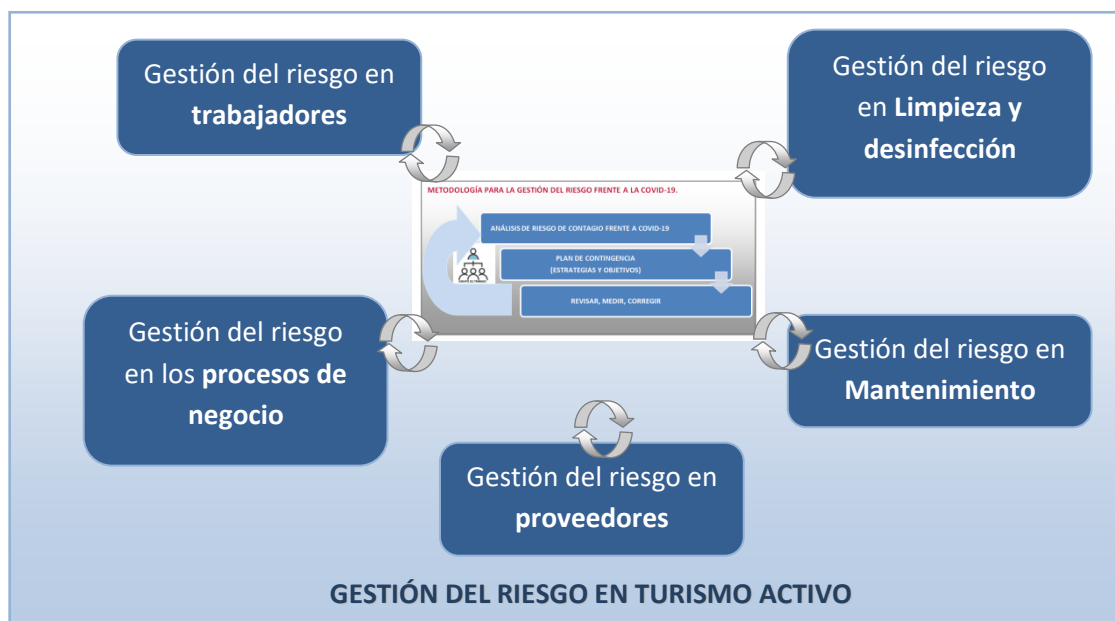 Gestión del riesgo en
trabajadores
Gestión del riesgo
en Limpieza y
desinfección
METODOLOGÍA PARA LA GESTIÓN DEL RIESGO FRENTE A LA COVID-19.
ANÁLISIS DE RIESGO DE CONTAGIO FRENTE A COVID-19
PLAN DE CONTINGENCIA
(ESTRATEGIAS Y OBJETIVOS)
REVISAR, MEDIR, CORREGIR
Gestión del riesgo
en los procesos de
negocio
Gestión del riesgo en
Mantenimiento
Gestión del riesgo en
proveedores
GESTIÓN DEL RIESGO EN TURISMO ACTIVO